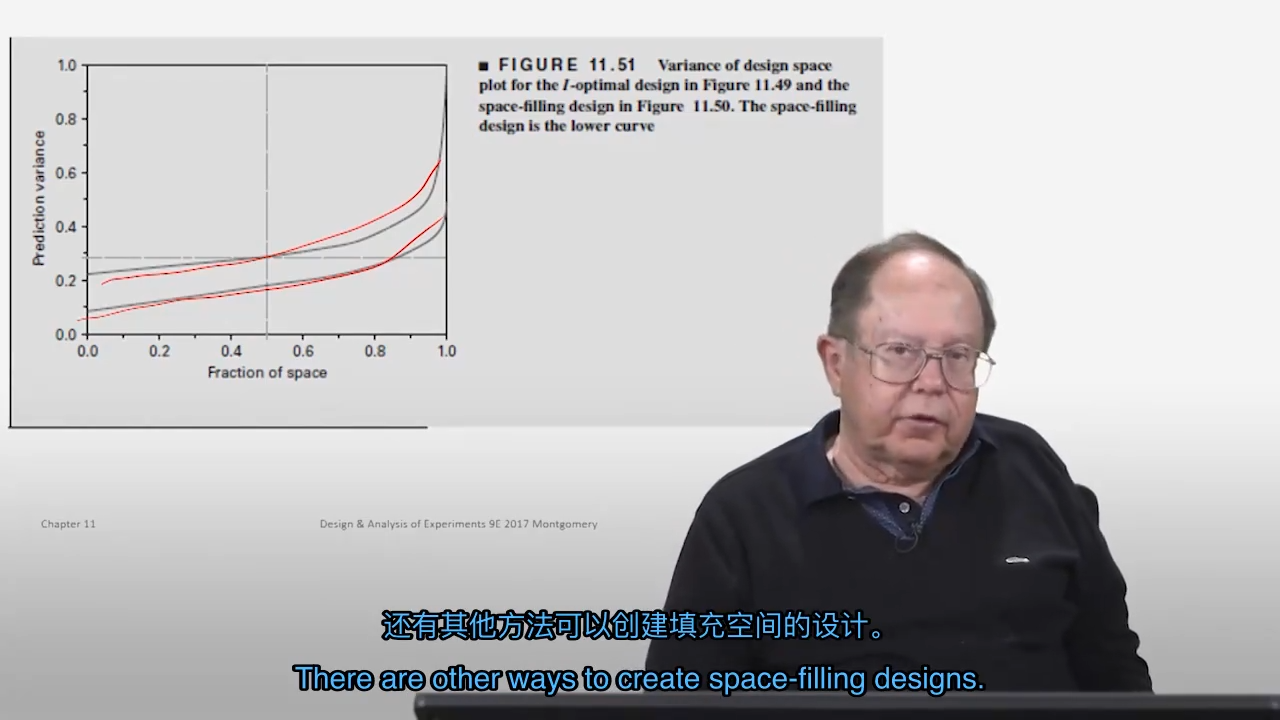 ■ FIGURE 11.51 Variance of design space
plot for the I-optimal design in Figure 11.49 and the
space-filling design in Figure 11.50. The space-filling
design is the lower curve
1.0
0.8
0.6
0.4
0.2
0.0
Prediction variance
0.0 0.2 0.4 0.6 0.8 1.0
Fraction of space
Chapter 11
Design & Analysis of Experiments 9E 2017 Montgomery
还有其他方法可以创建填充空间的设计。
There are other ways to create space-filling designs.